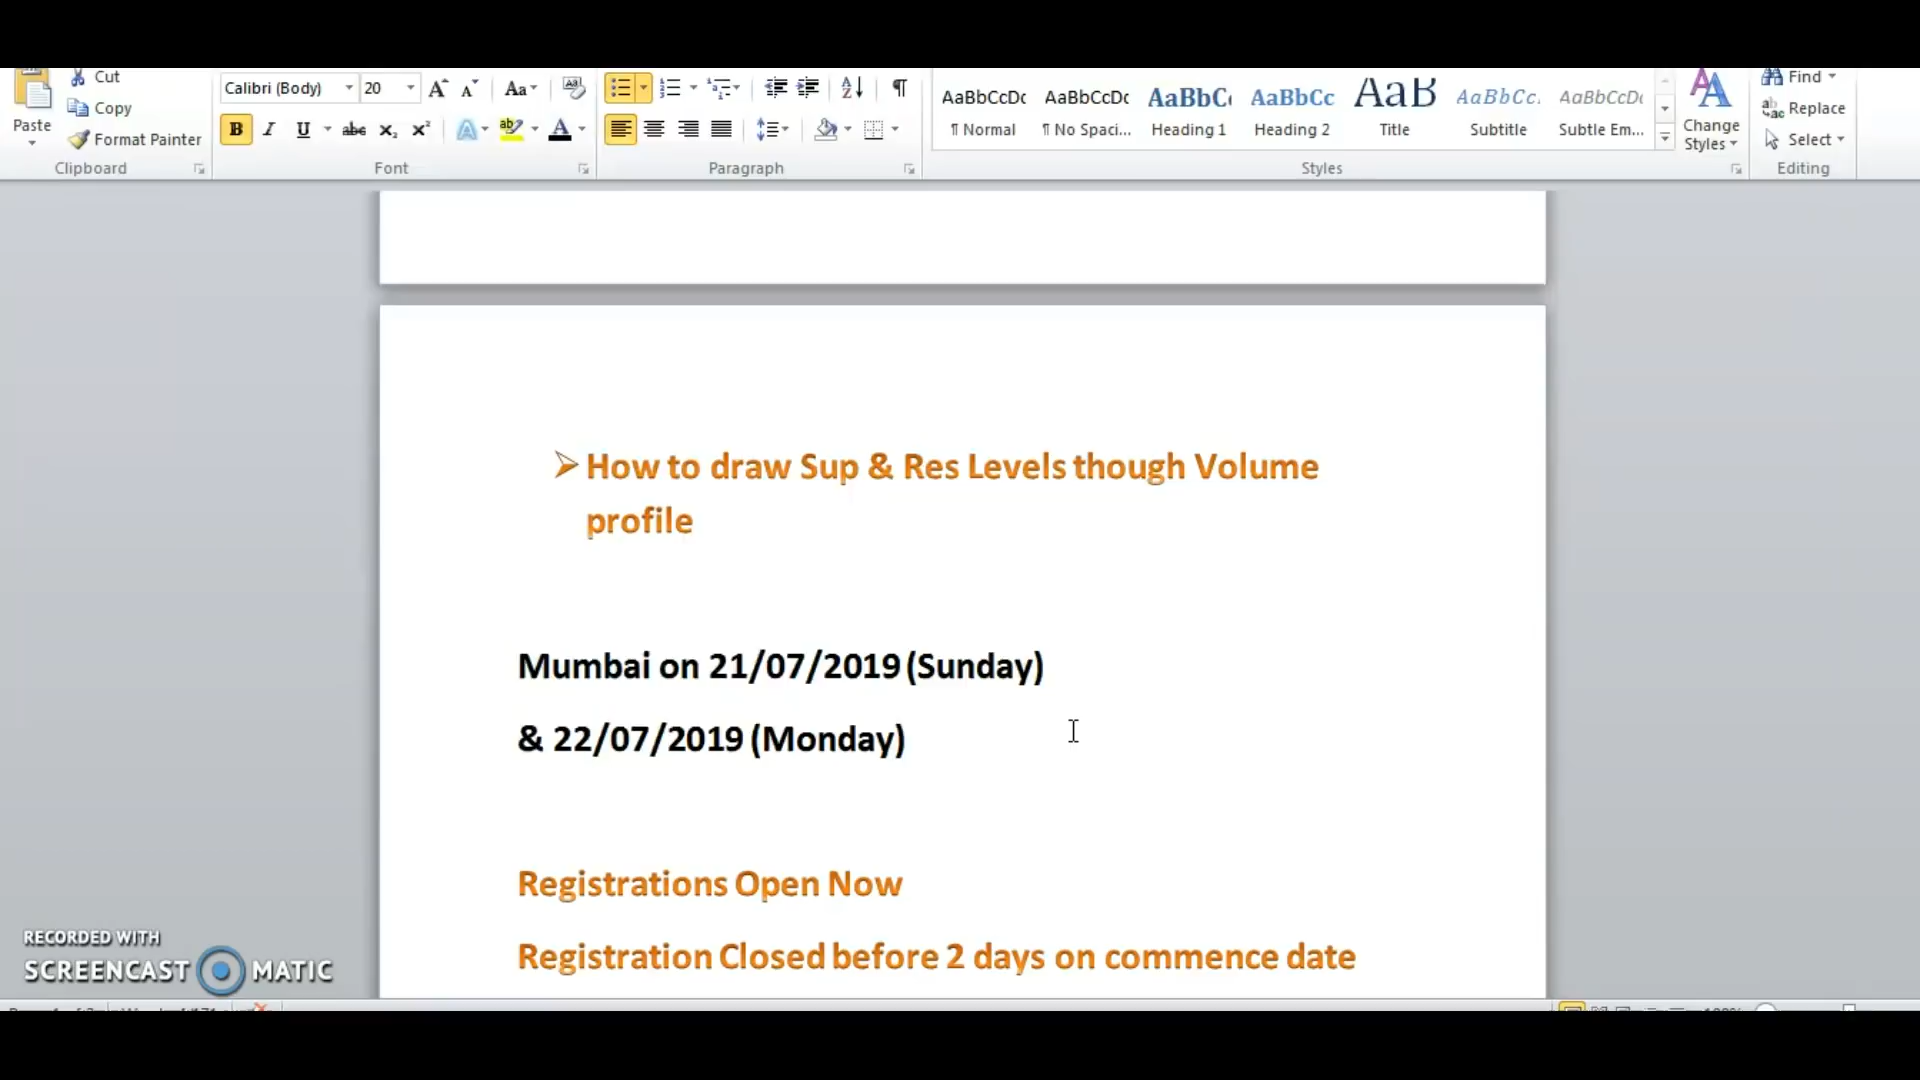 Cut
Copy
Paste
Format Painter
Clipboard
Calibri (Body) 20
Font
Paragraph
AaBbCcDc AaBbCcDc AaBbC AaBbCc AaB AaBbCc. AaBbCcDc
¶ Normal ¶ No Spaci... Heading 1 Heading 2 Title Subtitle Subtle Em...
Styles
Change
Styles
Find
Replace
Select
Editing
How to draw Sup & Res Levels though Volume
profile
Mumbai on 21/07/2019 (Sunday)
& 22/07/2019 (Monday)
Registrations Open Now
Registration Closed before 2 days on commence date
RECORDED WITH
SCREENCAST MATIC